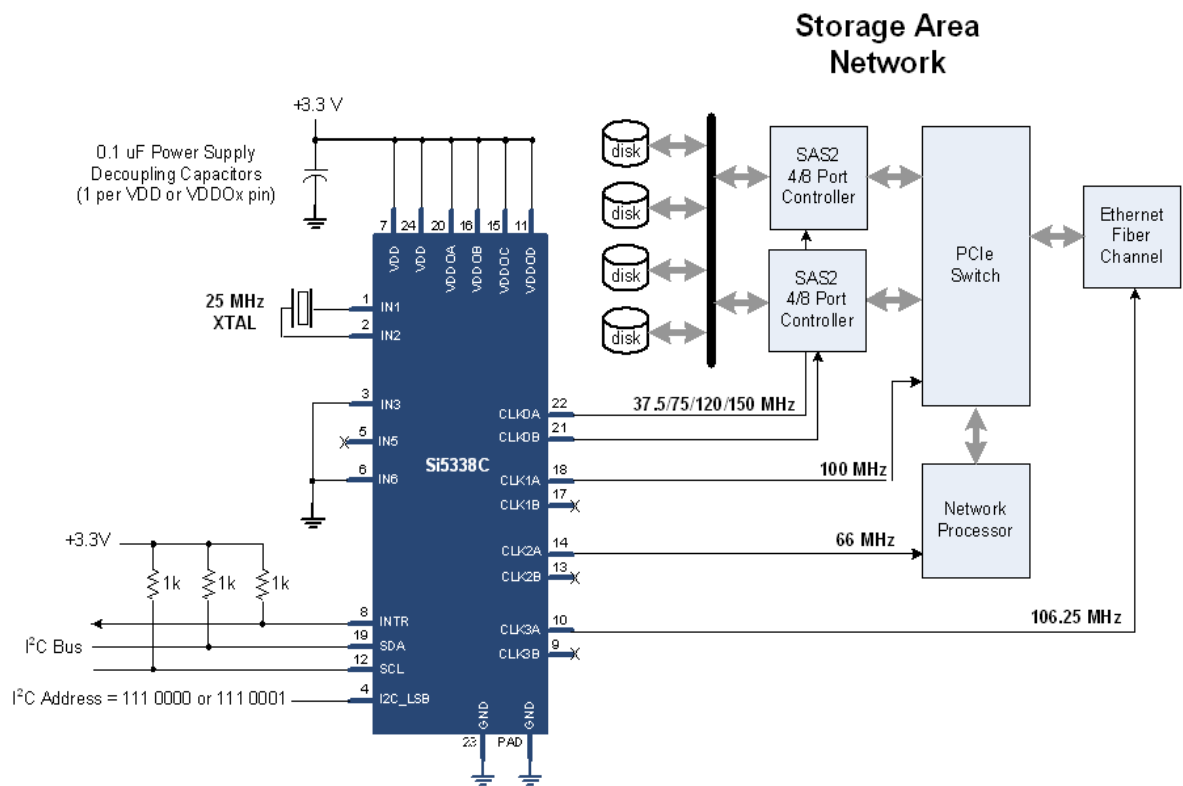 Storage Area
Network
+3.3 V
0.1 uF Power Supply
Decoupling Capacitors
(1 per VDD or VDDOx pin)
7
24
20
16
15
11
VDD
VDD
VDDOA
VDDOB
VDDOC
VDDOD
25 MHz
XTAL
1
IN1
2
IN2
3
IN3
5
IN5
6
IN6
Si5338C
22
CLK0A
21
CLK0B
18
CLK1A
17
CLK1B
14
CLK2A
13
CLK2B
10
CLK3A
9
CLK3B
+3.3V
1k
1k
1k
8
INTR
19
SDA
12
SCL
4
I2C_LSB
I²C Bus
I²C Address = 111 0000 or 111 0001
GND
GND
23
PAD
disk
disk
disk
disk
SAS2
4/8 Port
Controller
SAS2
4/8 Port
Controller
PCIe
Switch
Ethernet
Fiber
Channel
Network
Processor
37.5/75/120/150 MHz
100 MHz
66 MHz
106.25 MHz